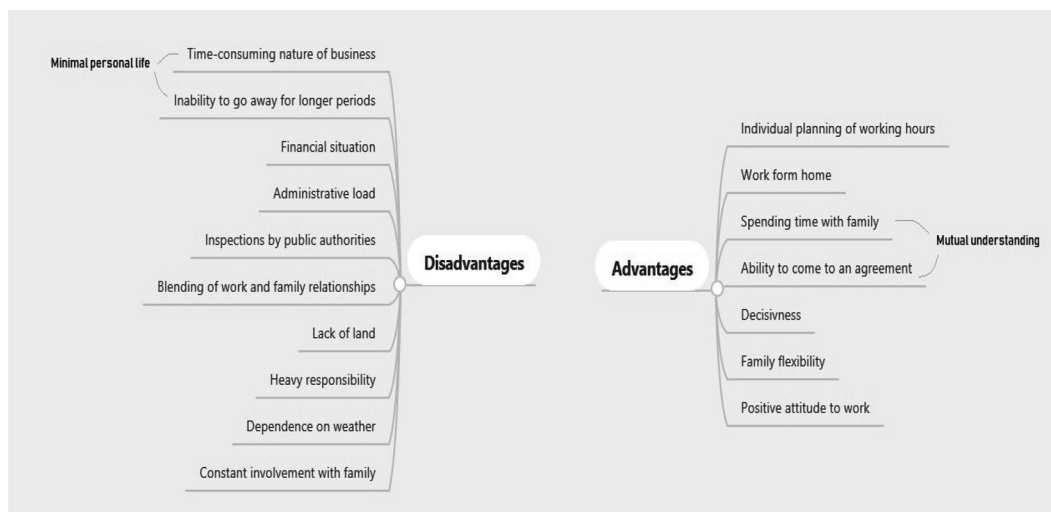 Minimal personal life
Time-consuming nature of business
Inability to go away for longer periods
Financial situation
Administrative load
Inspections by public authorities
Blending of work and family relationships
Lack of land
Heavy responsibility
Dependence on weather
Constant involvement with family
Disadvantages
Advantages
Individual planning of working hours
Work form home
Spending time with family
Ability to come to an agreement
Mutual understanding
Decisivness
Family flexibility
Positive attitude to work